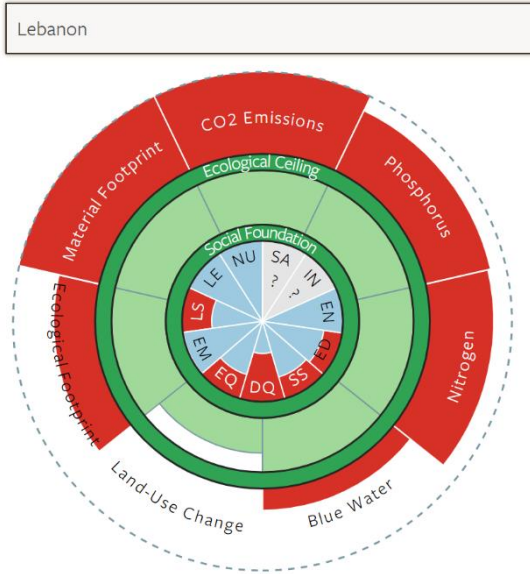 Lebanon
CO2 Emissions
Phosphorus
Nitrogen
Blue Water
Land-Use Change
Ecological Footprint
Material Footprint
Ecological Ceiling
Social Foundation
SA
?
IN
?
EN
ED
SS
DQ
EQ
EM
LS
LE
NU